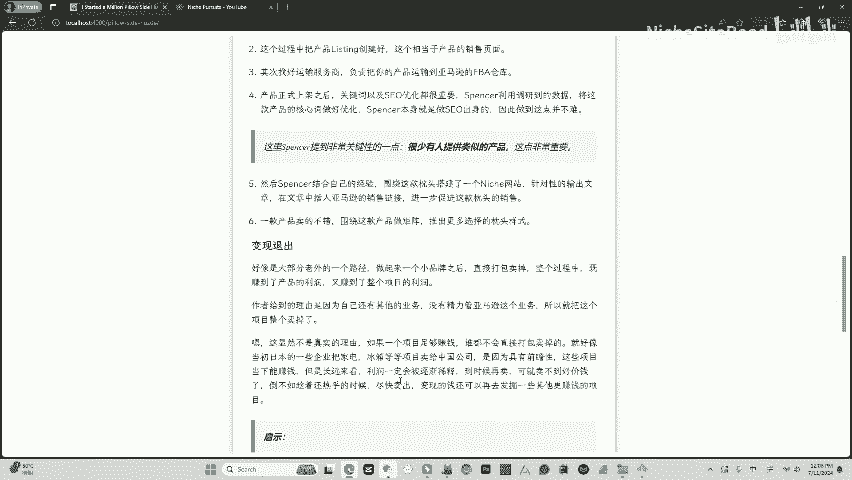 InPrivate
I Started a Million Pillow Side
Niche Pursuits - YouTube
localhost:4000/pillow-side-hustle/
2. 这个过程中把产品Listing创建好，这个相当于产品的销售页面。
3. 其次找好运输服务商，负责把你的产品运输到亚马逊的FBA仓库。
4. 产品正式上架之后，关键词以及SEO优化都很重要，Spencer利用调研到的数据，将这
款产品的核心词做好优化，Spencer本身就是做SEO出身的，因此做到这点并不难。
这里Spencer提到非常关键性的一点：很少有人提供类似的产品，这点非常重要。
5. 然后Spencer结合自己的经验，围绕这款枕头搭建了一个Niche网站，针对性的输出文
章，在文章中插入亚马逊的销售链接，进一步促进这款枕头的销售。
6. 一款产品卖的不错，围绕这款产品做矩阵，推出更多选择的枕头样式。
变现退出
好像是大部分老外的一个路径，做起来一个小品牌之后，直接打包卖掉，整个过程中，既
赚到了产品的利润，又赚到了整个项目的利润。
作者给到的理由是因为自己还有其他的业务，没有精力管亚马逊这个业务，所以就把这个
项目整个卖掉了。
嗯，这显然不是真实的理由，如果一个项目足够赚钱，谁都不会直接打包卖掉的。就好像
当初日本的一些企业把家电，冰箱等等项目卖给中国公司，是因为具有前瞻性，这些项目
当下能赚钱，但是长远来看，利润一定会被逐渐稀释，到时候再卖，可能卖不到好价钱
了，倒不如趁着还热乎的时候，尽快卖出，变现的钱还可以再去发掘一些其他更赚钱的项
目。
启示：
Search
12:08 PM
7/11/2024